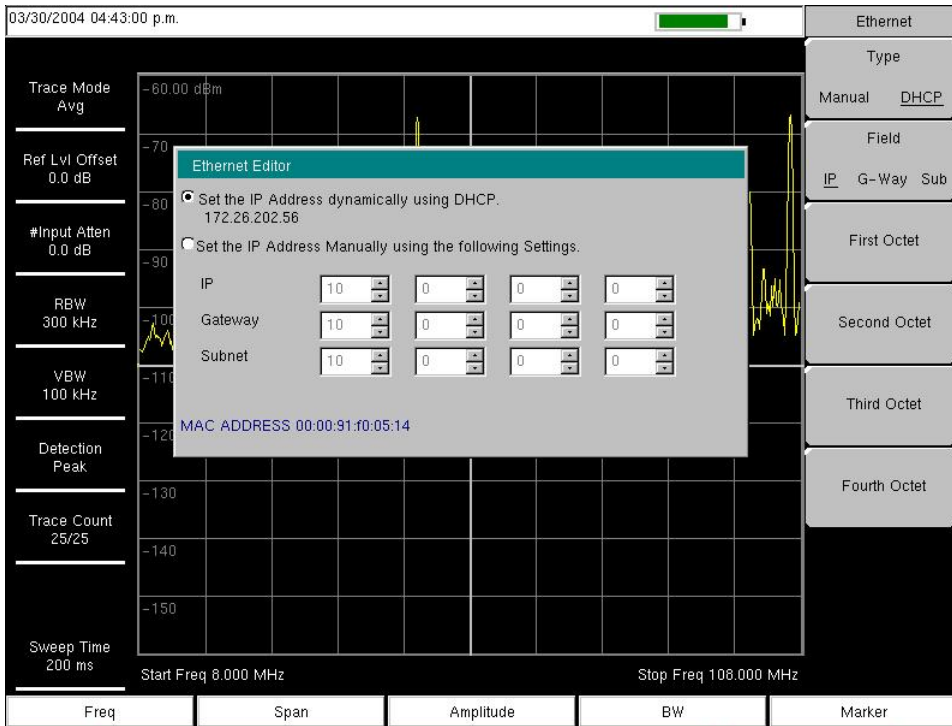 03/30/2004 04:43:00 p.m.
Ethernet
Type
Manual DHCP
Field
IP G-Way Sub
First Octet
Second Octet
Third Octet
Fourth Octet
Trace Mode
Avg
Ref Lvl Offset
0.0 dB
#Input Atten
0.0 dB
RBW
300 kHz
VBW
100 kHz
Detection
Peak
Trace Count
25/25
Sweep Time
200 ms
-60.00 dBm
-70
-80
-90
-100
-110
-120
-130
-140
-150
Ethernet Editor
Set the IP Address dynamically using DHCP.
172.26.202.56
Set the IP Address Manually using the following Settings.
IP 10 0 0 0
Gateway 10 0 0 0
Subnet 10 0 0 0
MAC ADDRESS 00:00:91:f0:05:14
Start Freq 8.000 MHz Stop Freq 108.000 MHz
Freq Span Amplitude BW Marker